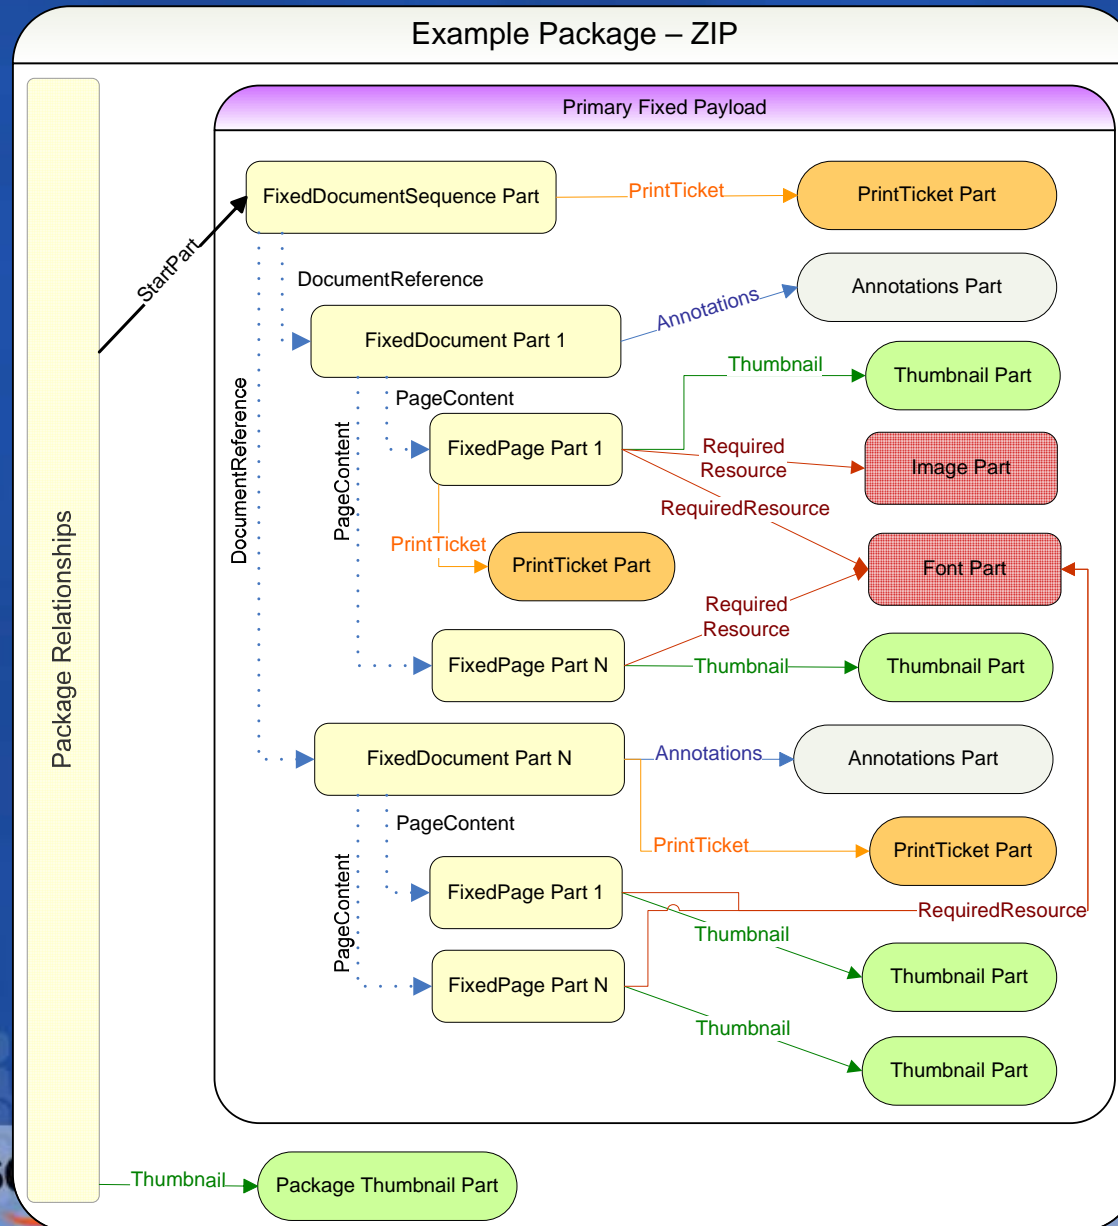 Example Package – ZIP
Primary Fixed Payload
FixedDocumentSequence Part
PrintTicket
PrintTicket Part
StartPart
DocumentReference
Annotations
Annotations Part
FixedDocument Part 1
Thumbnail
Thumbnail Part
DocumentReference
PageContent
PageContent
FixedPage Part 1
Required
Resource
Image Part
RequiredResource
PrintTicket
PrintTicket Part
Font Part
Package Relationships
Required
Resource
FixedPage Part N
Thumbnail
Thumbnail Part
FixedDocument Part N
Annotations
Annotations Part
PageContent
PageContent
PrintTicket
PrintTicket Part
FixedPage Part 1
RequiredResource
Thumbnail
Thumbnail Part
FixedPage Part N
Thumbnail
Thumbnail Part
Thumbnail
Package Thumbnail Part